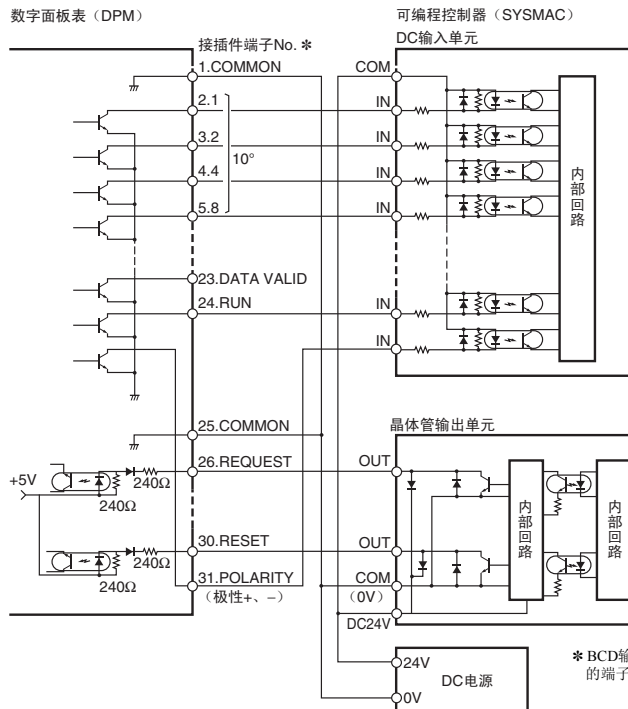 数字面板表（DPM）
可编程控制器（SYSMAC）
接插件端子No. ✻
DC输入单元
1.COMMON
COM
2.1
IN
3.2
IN
10°
4.4
IN
5.8
IN
内部回路
23.DATA VALID
24.RUN
IN
IN
25.COMMON
晶体管输出单元
26.REQUEST
OUT
+5V
240Ω
240Ω
内部回路
内部回路
30.RESET
OUT
240Ω
240Ω
31.POLARITY
（极性+、−）
COM
（0V）
DC24V
24V
DC电源
0V
✻ BCD输
的端子